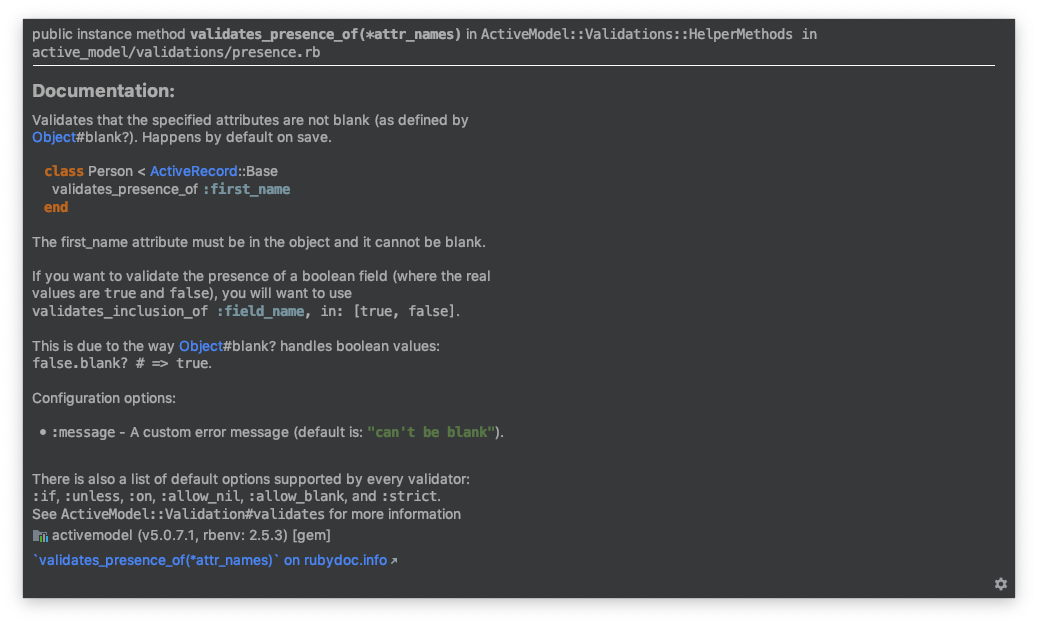 public instance method validates_presence_of(*attr_names) in ActiveModel::Validations::HelperMethods in
active_model/validations/presence.rb
Documentation:
Validates that the specified attributes are not blank (as defined by
Object#blank?). Happens by default on save.
class Person < ActiveRecord::Base
validates_presence_of :first_name
end
The first_name attribute must be in the object and it cannot be blank.
If you want to validate the presence of a boolean field (where the real
values are true and false), you will want to use
validates_inclusion_of :field_name, in: [true, false].
This is due to the way Object#blank? handles boolean values:
false.blank? # => true.
Configuration options:
• :message - A custom error message (default is: "can't be blank").
There is also a list of default options supported by every validator:
:if, :unless, :on, :allow_nil, :allow_blank, and :strict.
See ActiveModel::Validation#validates for more information
activemodel (v5.0.7.1, rbenv: 2.5.3) [gem]
`validates_presence_of(*attr_names)` on rubydoc.info ↗